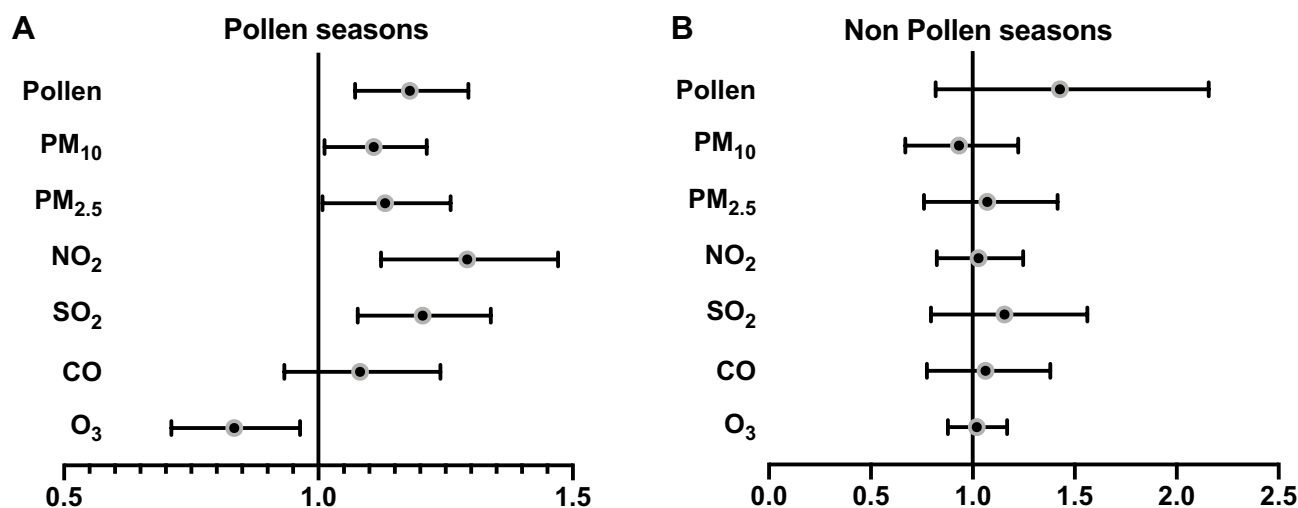 A
Pollen seasons
Pollen
PM10
PM2.5
NO2
SO2
CO
O3
0.5 1.0 1.5
B
Non Pollen seasons
Pollen
PM10
PM2.5
NO2
SO2
CO
O3
0.0 0.5 1.0 1.5 2.0 2.5